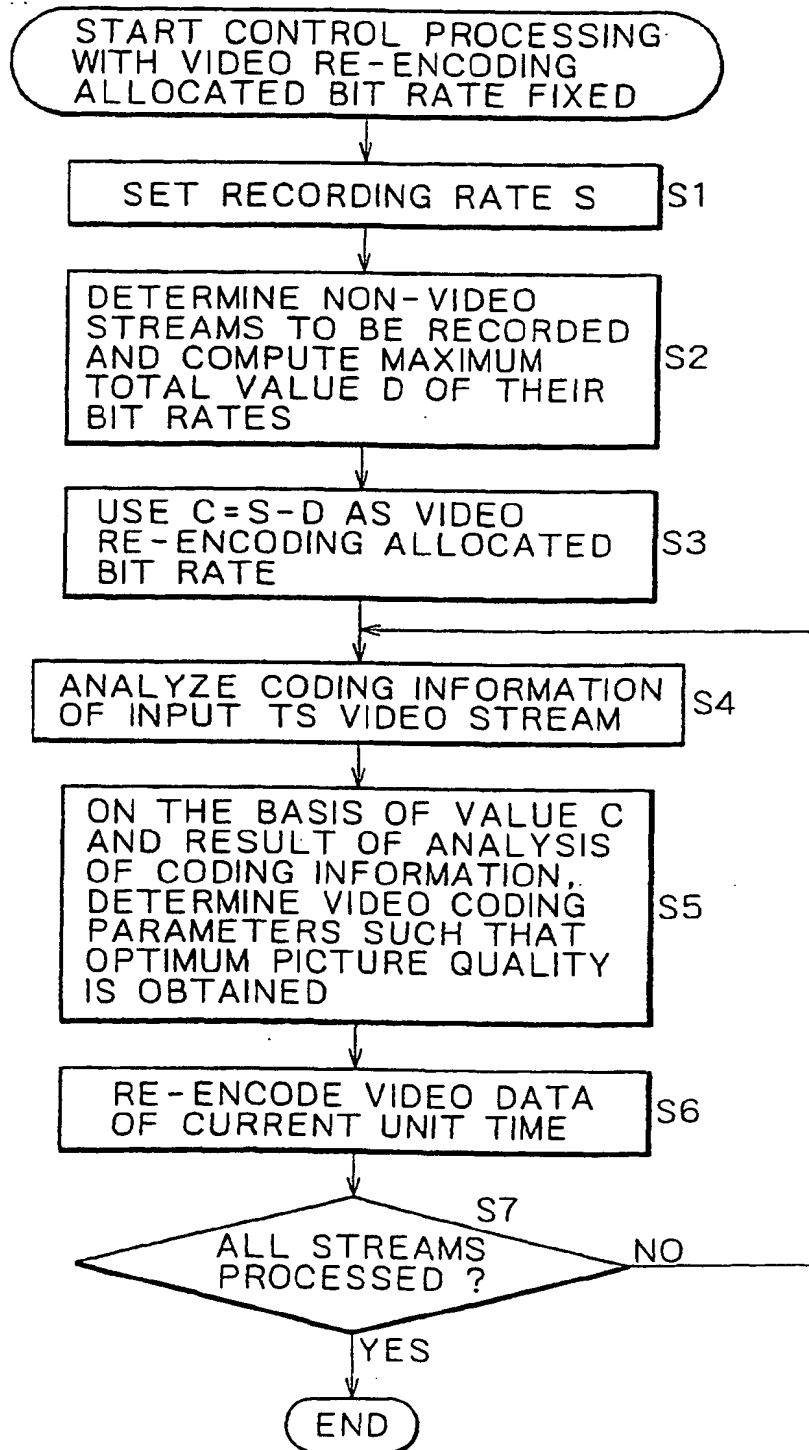 START CONTROL PROCESSING
WITH VIDEO RE-ENCODING
ALLOCATED BIT RATE FIXED
SET RECORDING RATE S
S1
DETERMINE NON-VIDEO
STREAMS TO BE RECORDED
AND COMPUTE MAXIMUM
TOTAL VALUE D OF THEIR
BIT RATES
S2
USE C=S-D AS VIDEO
RE-ENCODING ALLOCATED
BIT RATE
S3
ANALYZE CODING INFORMATION
OF INPUT TS VIDEO STREAM
S4
ON THE BASIS OF VALUE C
AND RESULT OF ANALYSIS
OF CODING INFORMATION,
DETERMINE VIDEO CODING
PARAMETERS SUCH THAT
OPTIMUM PICTURE QUALITY
IS OBTAINED
S5
RE-ENCODE VIDEO DATA
OF CURRENT UNIT TIME
S6
S7
ALL STREAMS
PROCESSED ?
NO
YES
END